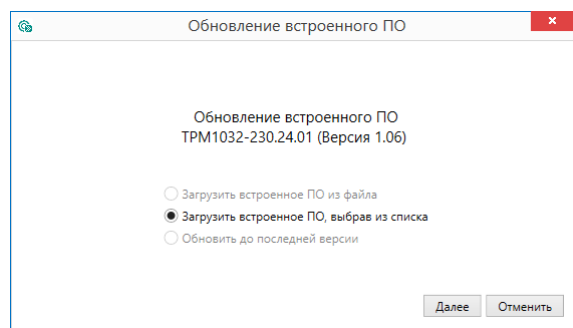 Обновление встроенного ПО
Обновление встроенного ПО
ТРМ1032-230.24.01 (Версия 1.06)
Загрузить встроенное ПО из файла
Загрузить встроенное ПО, выбрав из списка
Обновить до последней версии
Далее Отменить